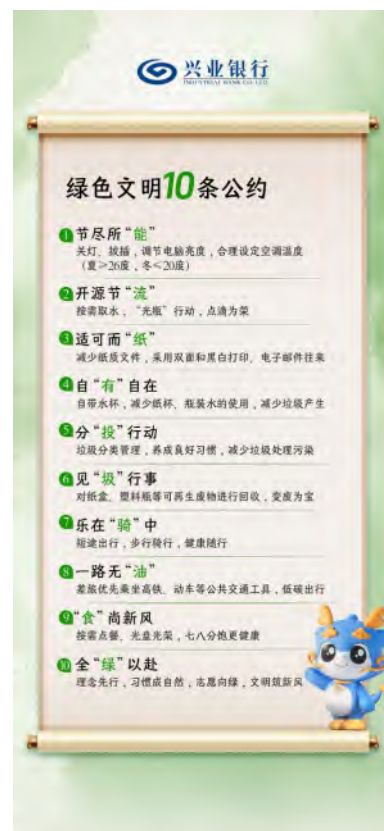 兴业银行
INDUSTRIAL BANK CO.,LTD.
绿色文明10条公约
1 节尽所“能”
关灯、拔插,调节电脑亮度,合理设定空调温度
(夏≥26度,冬≤20度)
2 开源节“流”
按需取水,“光瓶”行动,点滴为荣
3 适可而“纸”
减少纸质文件,采用双面和黑白打印、电子邮件往来
4 自“有”自在
自带水杯,减少纸杯、瓶装水的使用,减少垃圾产生
5 分“投”行动
垃圾分类管理,养成良好习惯,减少垃圾处理污染
6 见“圾”行事
对纸盒、塑料瓶等可再生废物进行回收,变废为宝
7 乐在“骑”中
短途出行,步行骑行,健康随行
8 一路无“油”
差旅优先乘坐高铁、动车等公共交通工具,低碳出行
9 “食”尚新风
按需点餐、光盘光荣,七八分饱更健康
10 全“绿”以赴
理念先行,习惯成自然,志愿向绿,文明筑新风